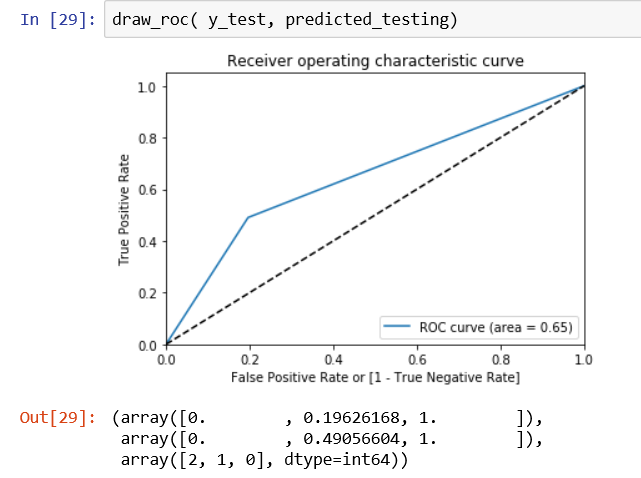 In [29]: draw_roc( y_test, predicted_testing)
Receiver operating characteristic curve
1.0
0.8
0.6
0.4
0.2
0.0
True Positive Rate
ROC curve (area = 0.65)
0.0 0.2 0.4 0.6 0.8 1.0
False Positive Rate or [1 - True Negative Rate]
Out[29]: (array([0.        , 0.19626168, 1.        ]),
array([0.        , 0.49056604, 1.        ]),
array([2, 1, 0], dtype=int64))